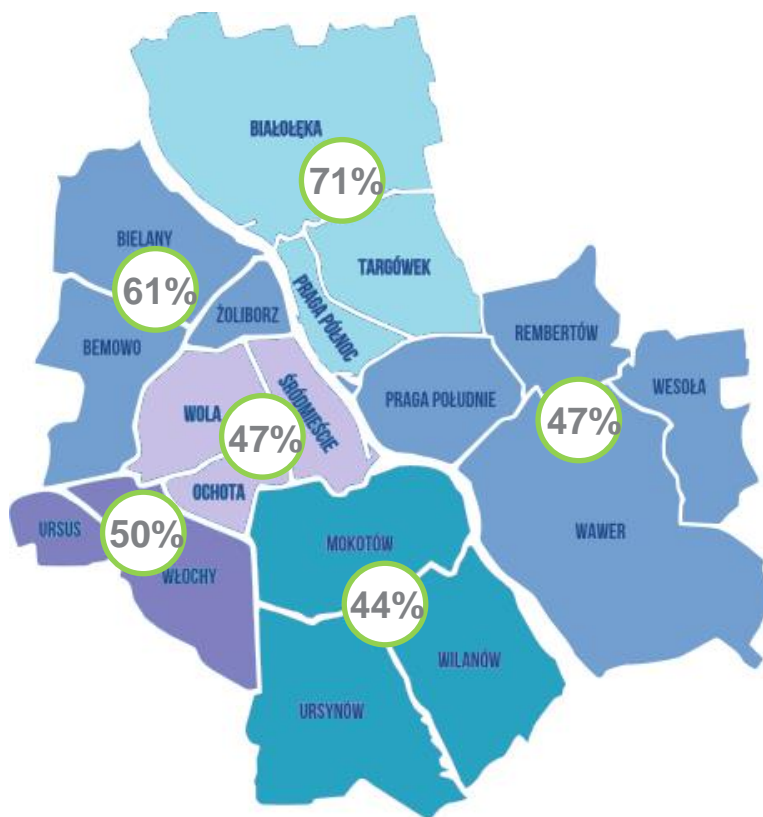 BIAŁOŁĘKA
71%
BIELANY
TARGÓWEK
61%
PRAGA PÓŁNOC
ŻOLIBORZ
REMBERTÓW
BEMOWO
WESOŁA
PRAGA POŁUDNIE
ŚRÓDMIEŚCIE
WOLA
47%
47%
OCHOTA
URSUS
50%
WAWER
MOKOTÓW
WŁOCHY
44%
WILANÓW
URSYNÓW